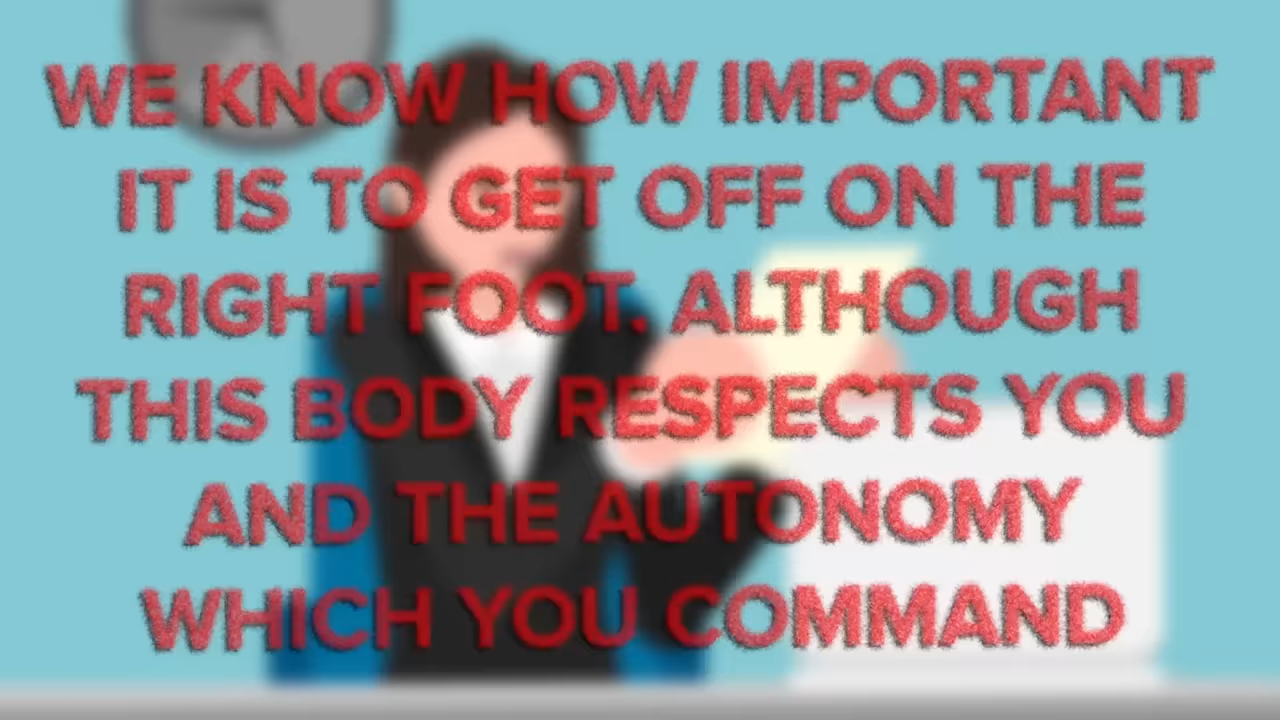 WE KNOW HOW IMPORTANT
IT IS TO GET OFF ON THE
RIGHT FOOT. ALTHOUGH
THIS BODY RESPECTS YOU
AND THE AUTONOMY
WHICH YOU COMMAND